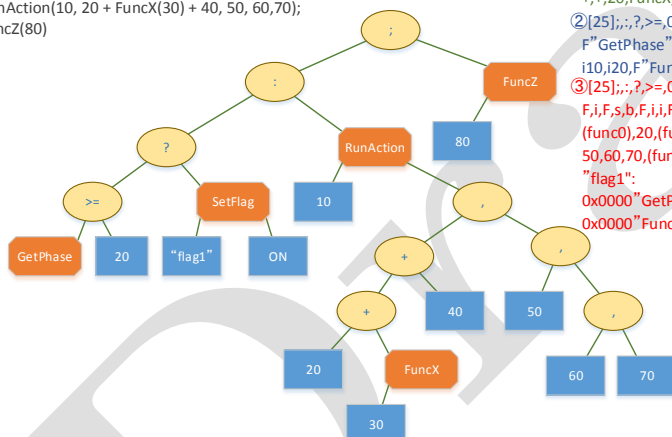 nAction(10, 20 + FuncX(30) + 40, 50, 60,70);
ncZ(80)
②[25];,:,?,>=,
F"GetPhase"
i10,i20,F"Fun
③[25];,:,?,>=,
F,i,F,s,b,F,i,i,
(func0),20,(fu
50,60,70,(fun
"flag1":
0x0000"GetP
0x0000"Func
;
:
FuncZ
?
RunAction
80
>=
SetFlag
10
,
GetPhase
20
"flag1"
ON
+
,
+
40
50
,
20
FuncX
60
70
30